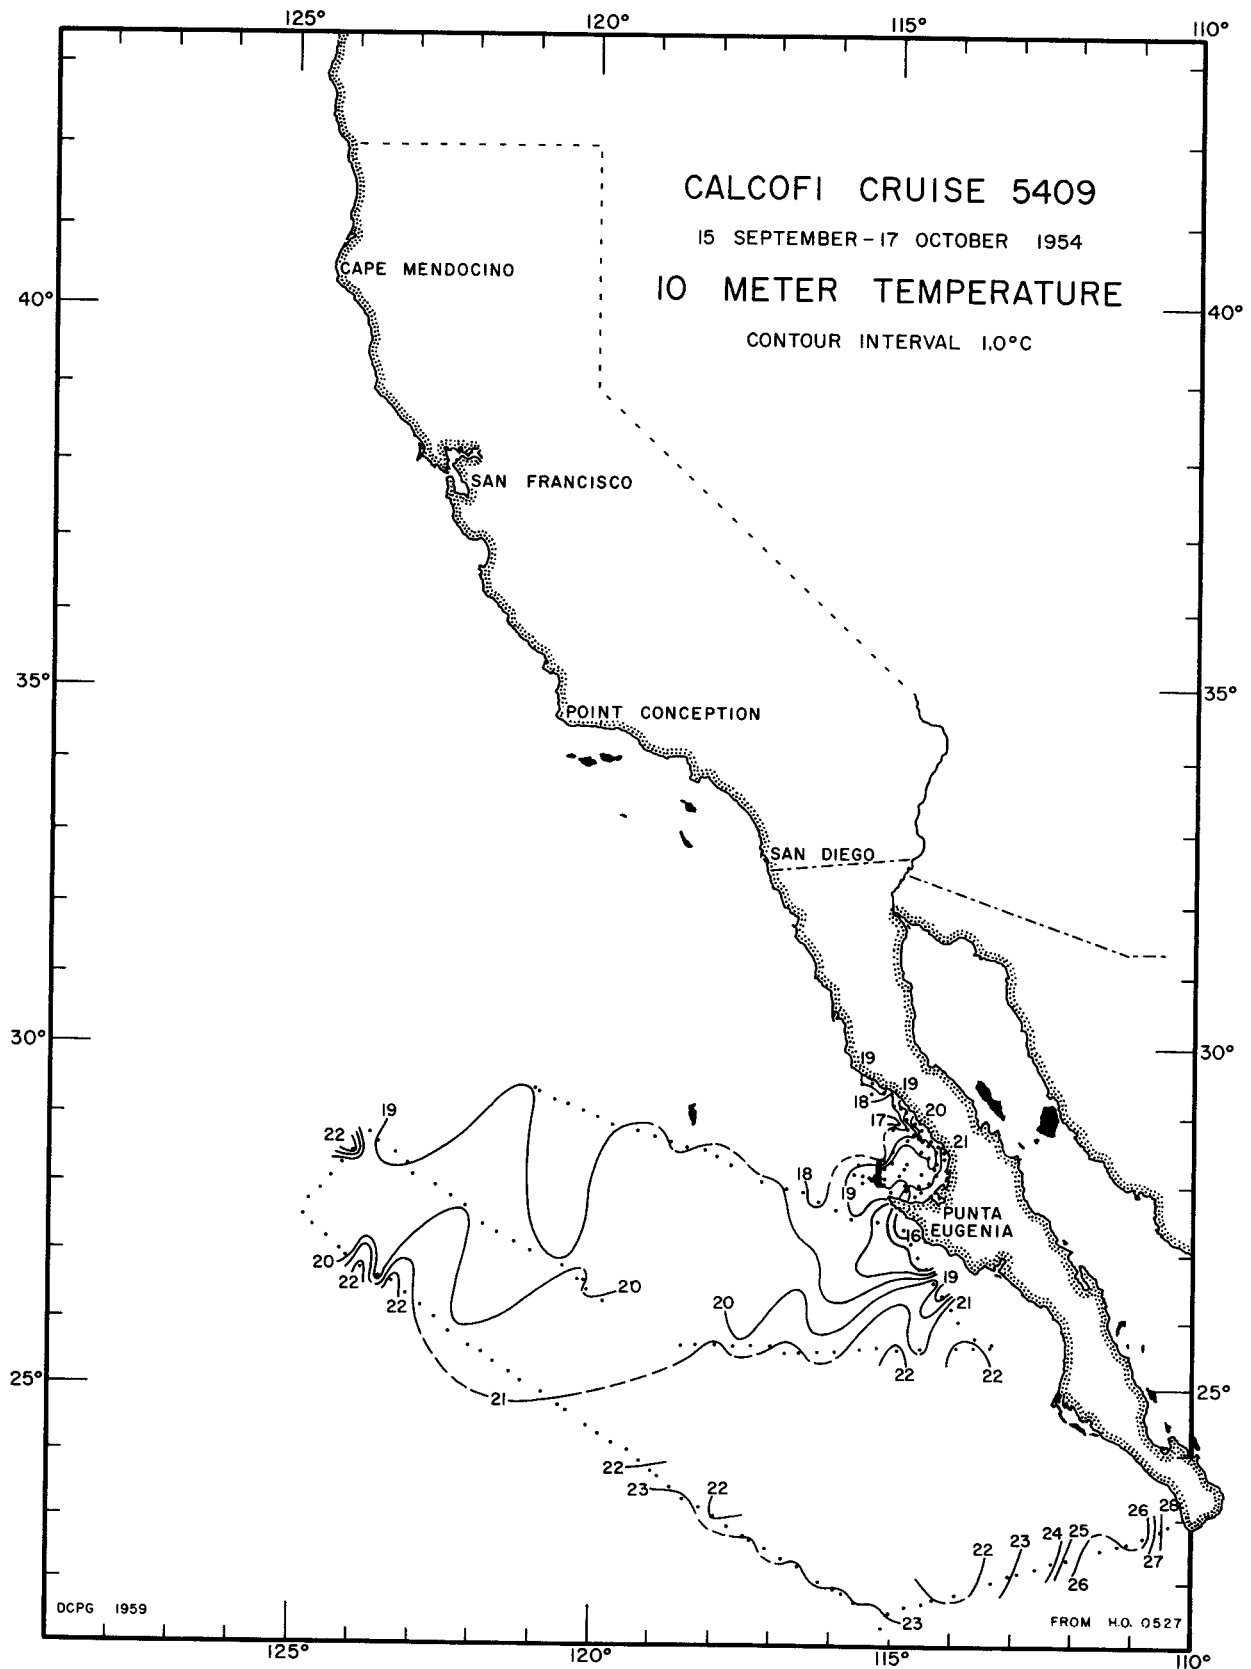 125° 120° 115° 110°
CALCOFI CRUISE 5409
15 SEPTEMBER-17 OCTOBER 1954
10 METER TEMPERATURE
CONTOUR INTERVAL 1.0°C
CAPE MENDOCINO
40° 40°
SAN FRANCISCO
35° 35°
POINT CONCEPTION
SAN DIEGO
30° 30°
19
19
18 20
19
17
22 21
18
19
PUNTA
EUGENIA
16
20
22
19
20
22
20 21
25° 22 22 25°
21
22
23 22
26 28
24 25
23
22
27
26
DCPG 1959
23
FROM H.O. 0527
125° 120° 115° 110°